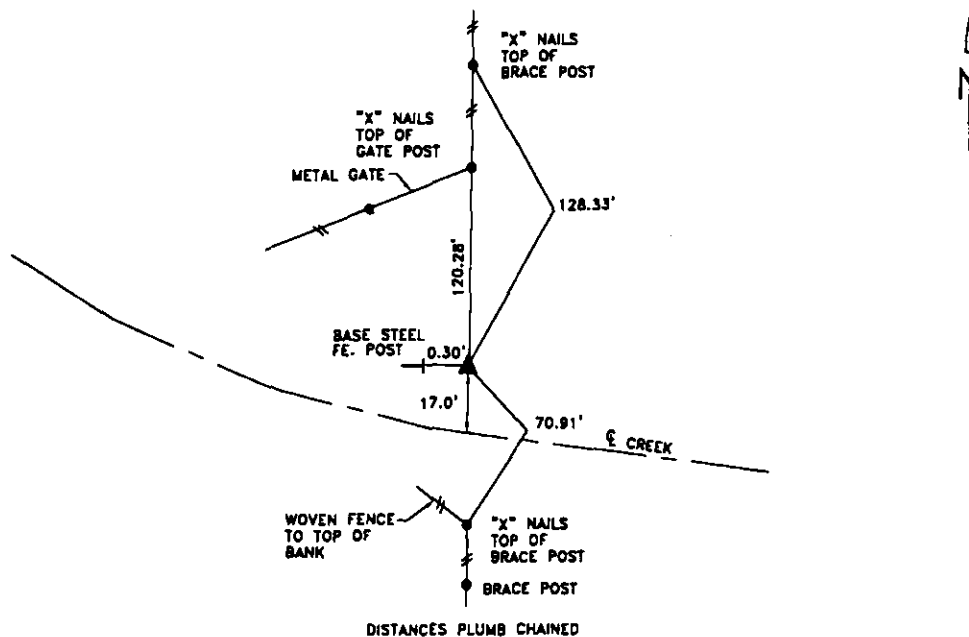 "X" NAILS
TOP OF
BRACE POST
"X" NAILS
TOP OF
GATE POST
METAL GATE
128.33'
120.28'
BASE STEEL
FE. POST
0.30'
17.0'
70.91'
℄ CREEK
WOVEN FENCE
TO TOP OF
BANK
"X" NAILS
TOP OF
BRACE POST
BRACE POST
DISTANCES PLUMB CHAINED